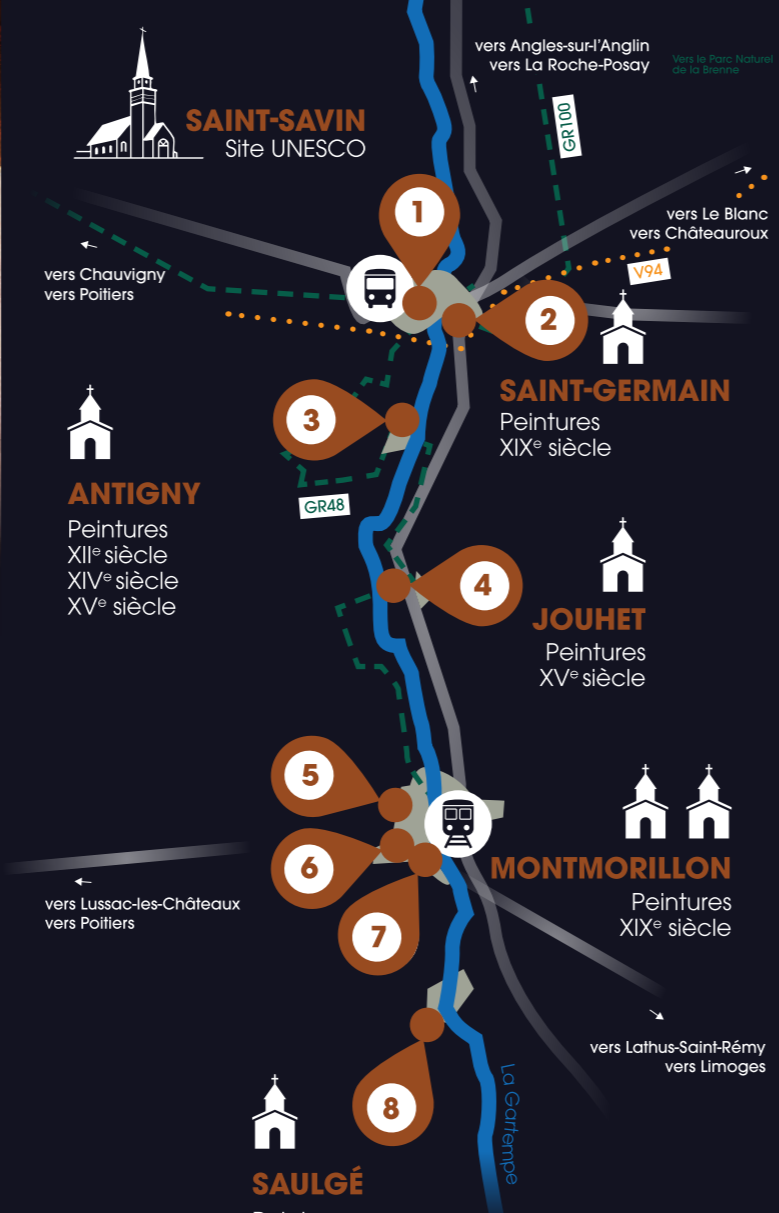 vers Angles-sur-l'Anglin
vers La Roche-Posay
Vers le Parc Naturel
de la Brenne
SAINT-SAVIN
Site UNESCO
GR100
1
vers Le Blanc
vers Châteauroux
vers Chauvigny
vers Poitiers
V94
2
SAINT-GERMAIN
Peintures
XIXe siècle
3
ANTIGNY
Peintures
XIIe siècle
XIVe siècle
XVe siècle
GR48
4
JOUHET
Peintures
XVe siècle
5
6
MONTMORILLON
Peintures
XIXe siècle
vers Lussac-les-Châteaux
vers Poitiers
7
vers Lathus-Saint-Rémy
vers Limoges
8
La Gartempe
SAULGÉ